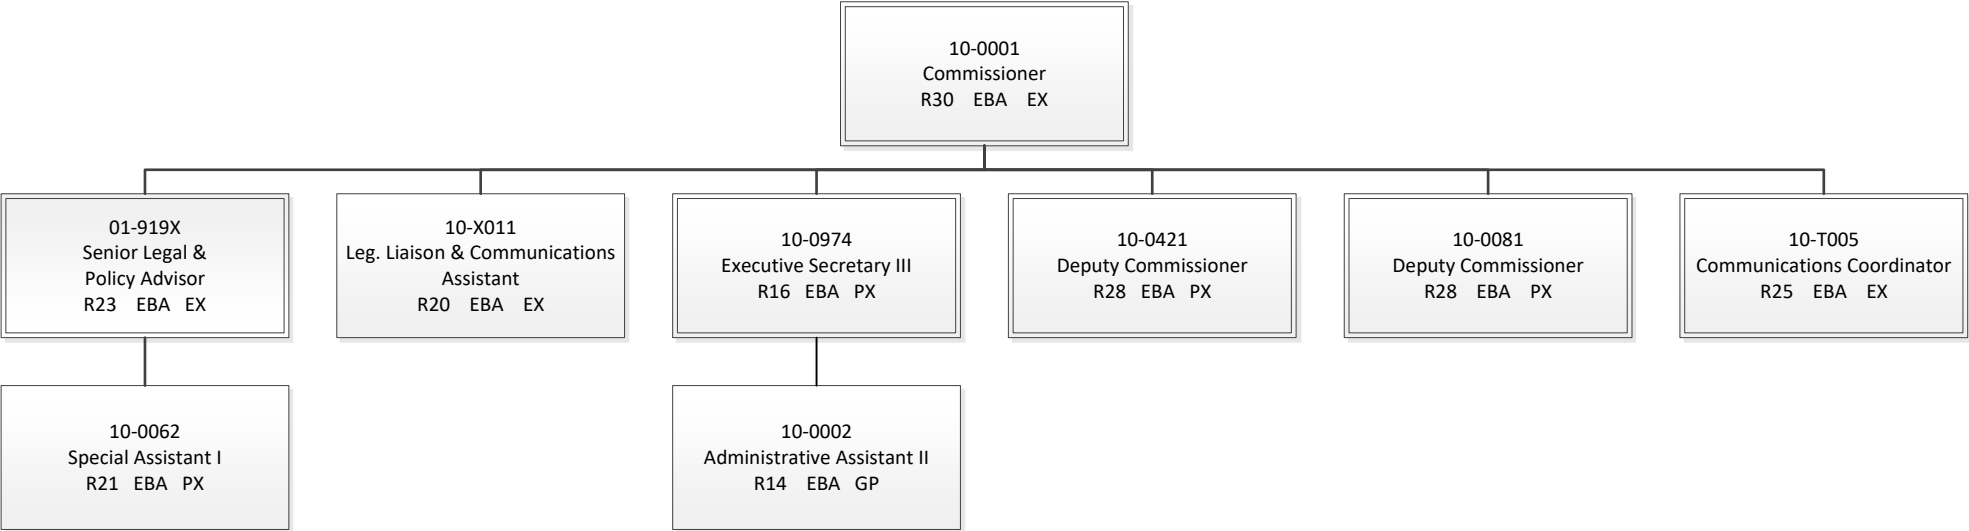 10-0001
Commissioner
R30 EBA EX
01-919X
Senior Legal &
Policy Advisor
R23 EBA EX
10-X011
Leg. Liaison & Communications
Assistant
R20 EBA EX
10-0974
Executive Secretary III
R16 EBA PX
10-0421
Deputy Commissioner
R28 EBA PX
10-0081
Deputy Commissioner
R28 EBA PX
10-T005
Communications Coordinator
R25 EBA EX
10-0062
Special Assistant I
R21 EBA PX
10-0002
Administrative Assistant II
R14 EBA GP